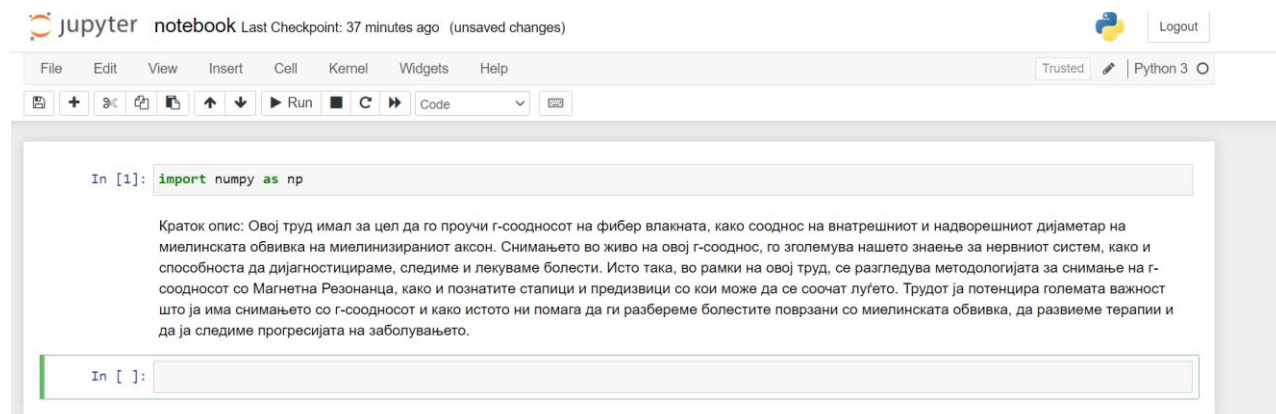 jupyter notebook Last Checkpoint: 37 minutes ago (unsaved changes) Logout
File Edit View Insert Cell Kernel Widgets Help Trusted Python 3
Run Code
In [1]: import numpy as np
Краток опис: Овој труд имал за цел да го проучи г-соодносот на фибер влакната, како сооднос на внатрешниот и надворешниот дијаметар на
миелинската обвивка на миелинизираниот аксон. Снимањето во живо на овој г-сооднос, го зголемува нашето знаење за нервниот систем, како и
способноста да дијагностицираме, следиме и лекуваме болести. Исто така, во рамки на овој труд, се разгледува методологијата за снимање на г-
соодносот со Магнетна Резонанца, како и познатите стапици и предизвици со кои може да се соочат луѓето. Трудот ја потенцира големата важност
што ја има снимањето со г-соодносот и како истото ни помага да ги разбереме болестите поврзани со миелинската обвивка, да развиеме терапии и
да ја следиме прогресијата на заболувањето.
In [ ]: